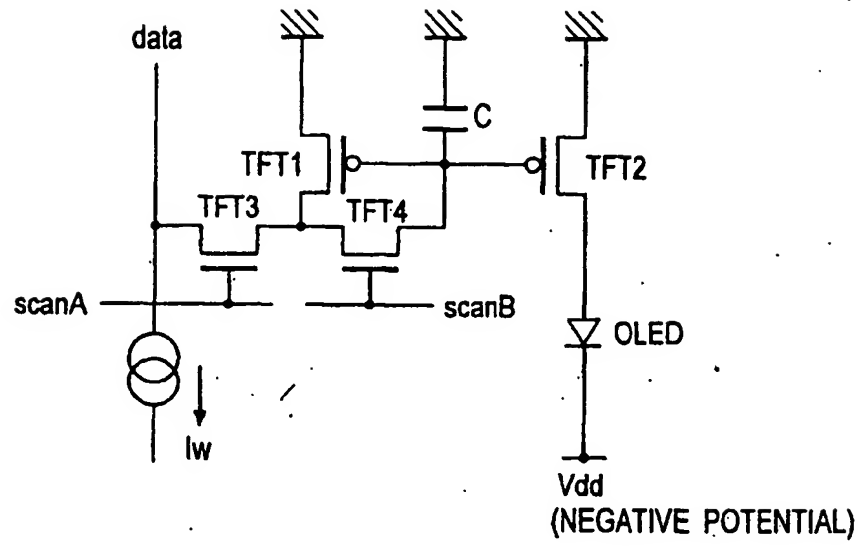 data
C
TFT1
TFT2
TFT3
TFT4
scanA
scanB
OLED
Iw
Vdd
(NEGATIVE POTENTIAL)